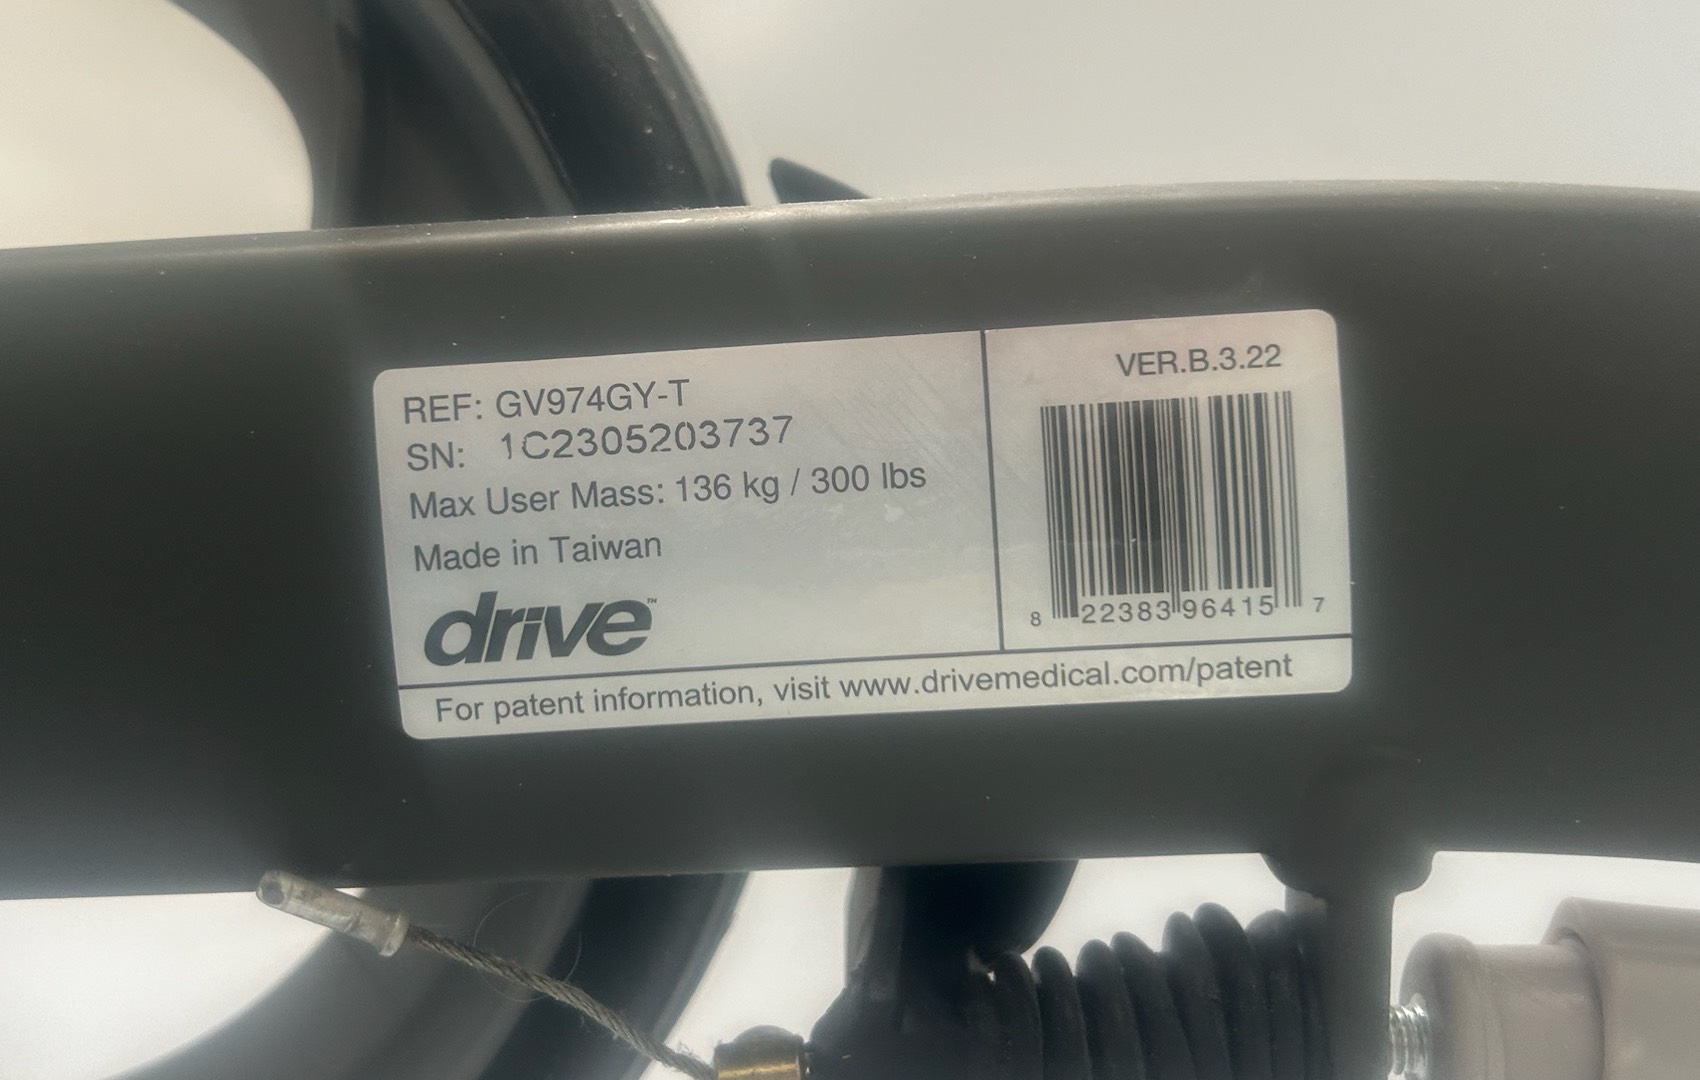 REF: GV974GY-T
SN: 1C2305203737
Max User Mass: 136 kg / 300 lbs
Made in Taiwan
drive™
VER.B.3.22
8 22383 96415 7
For patent information, visit www.drivemedical.com/patent